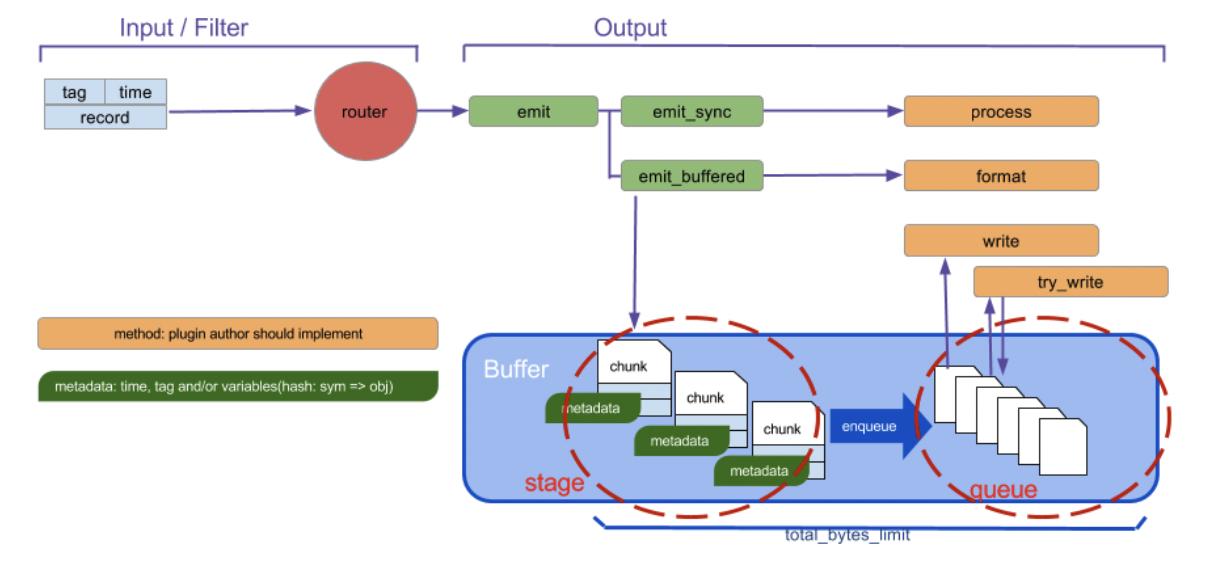 Input / Filter
Output
tag
time
record
router
emit
emit_sync
process
emit_buffered
format
write
try_write
method: plugin author should implement
metadata: time, tag and/or variables(hash: sym => obj)
Buffer
chunk
metadata
chunk
metadata
chunk
metadata
enqueue
stage
queue
total_bytes_limit